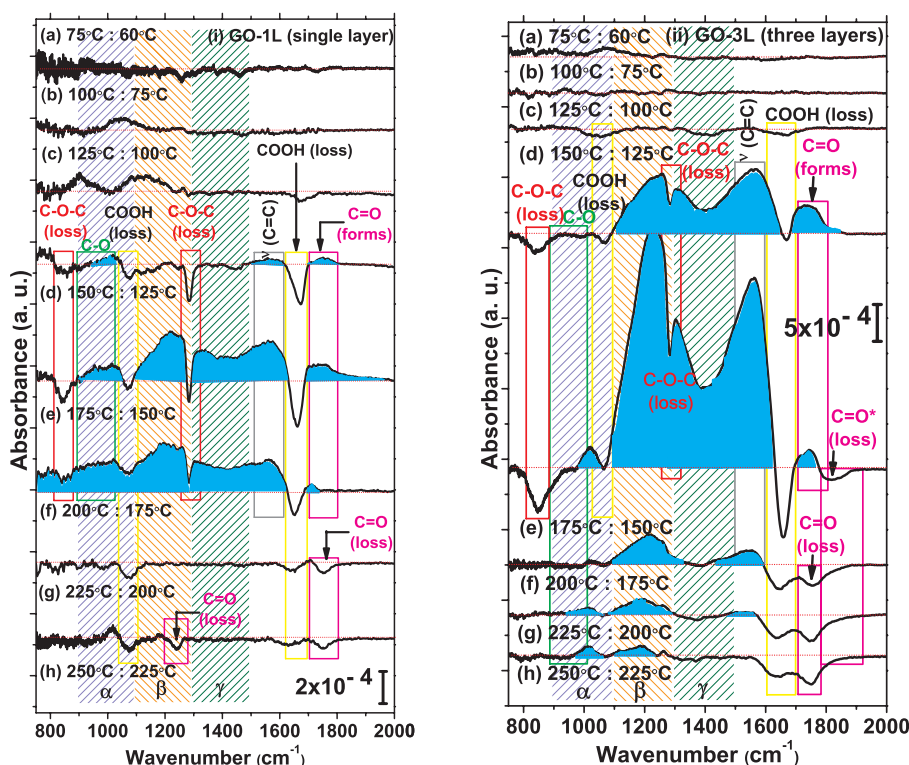 (a) 75°C : 60°C
(i) GO-1L (single layer)
(b) 100°C : 75°C
(c) 125°C : 100°C
COOH (loss)
C-O-C
(loss)
C-O
COOH
(loss)
C-O-C
(loss)
ν (C=C)
C=O
(forms)
(d) 150°C : 125°C
(e) 175°C : 150°C
(f) 200°C : 175°C
C=O
(loss)
(g) 225°C : 200°C
C=O
(loss)
(h) 250°C : 225°C
α
β
γ
2x10⁻⁴
800 1000 1200 1400 1600 1800 2000
Wavenumber (cm⁻¹)
Absorbance (a. u.)
(a) 75°C : 60°C
(ii) GO-3L (three layers)
(b) 100°C : 75°C
(c) 125°C : 100°C
COOH (loss)
(d) 150°C : 125°C
ν (C=C)
C-O-C
(loss)
C-O
COOH
(loss)
C-O-C
(loss)
C=O
(forms)
5x10⁻⁴
C-O-C
(loss)
C=O*
(loss)
(e) 175°C : 150°C
C=O
(loss)
(f) 200°C : 175°C
(g) 225°C : 200°C
(h) 250°C : 225°C
α
β
γ
800 1000 1200 1400 1600 1800 2000
Wavenumber (cm⁻¹)
Absorbance (a. u.)